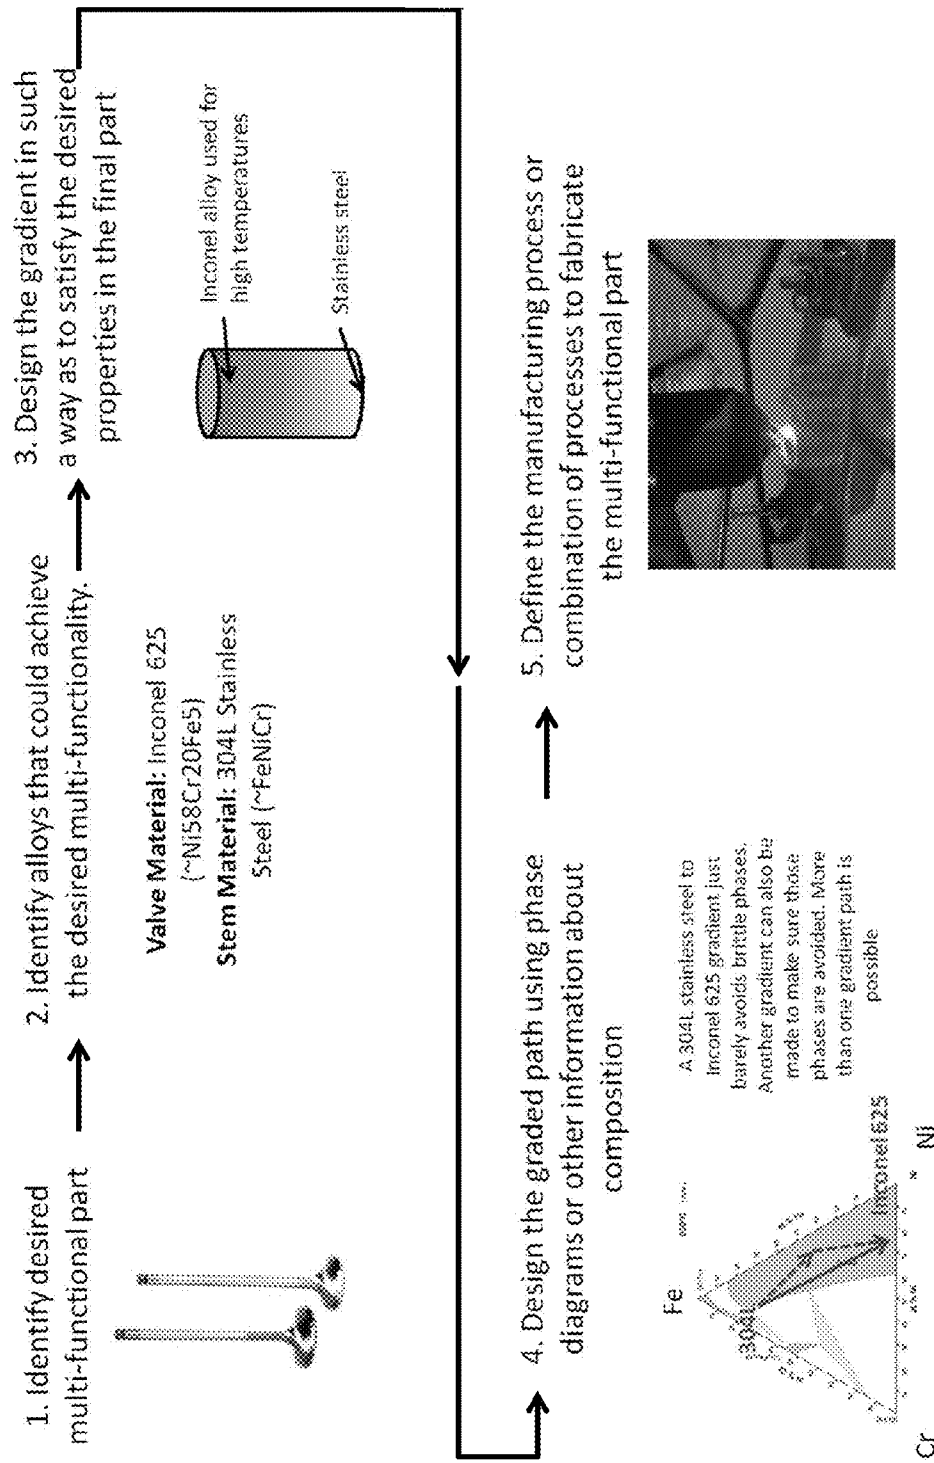 1. Identify desired
multi-functional part
2. Identify alloys that could achieve
the desired multi-functionality.
Valve Material: Inconel 625
(~Ni58Cr20Fe5)
Stem Material: 304L Stainless
Steel (~FeNiCr)
3. Design the gradient in such
a way as to satisfy the desired
properties in the final part
Inconel alloy used for
high temperatures
Stainless steel
4. Design the graded path using phase
diagrams or other information about
composition
Fe
304L
Inconel 625
Cr
Ni
A 304L stainless steel to
Inconel 625 gradient just
barely avoids brittle phases.
Another gradient can also be
made to make sure those
phases are avoided. More
than one gradient path is
possible
5. Define the manufacturing process or
combination of processes to fabricate
the multi-functional part